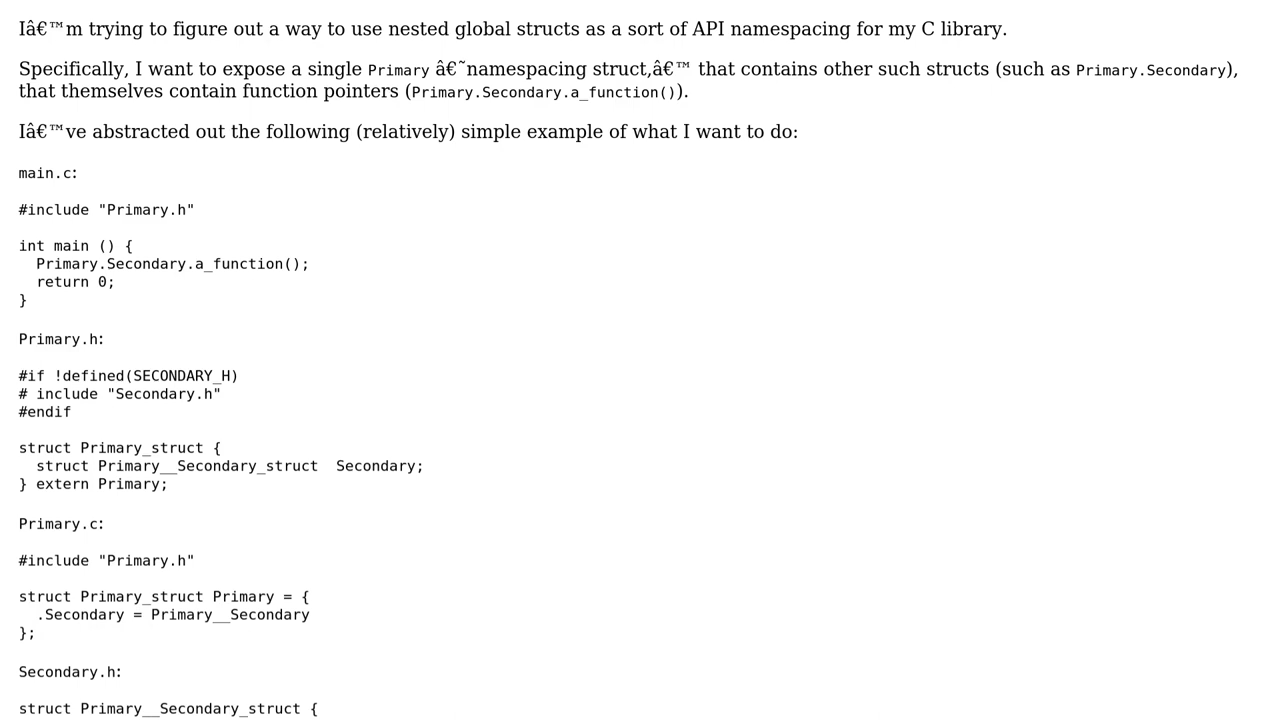 Iâ€™m trying to figure out a way to use nested global structs as a sort of API namespacing for my C library.
Specifically, I want to expose a single Primary â€˜namespacing struct,â€™ that contains other such structs (such as Primary.Secondary),
that themselves contain function pointers (Primary.Secondary.a_function()).
Iâ€™ve abstracted out the following (relatively) simple example of what I want to do:
main.c:
#include "Primary.h"
int main () {
  Primary.Secondary.a_function();
  return 0;
}
Primary.h:
#if !defined(SECONDARY_H)
# include "Secondary.h"
#endif
struct Primary_struct {
  struct Primary__Secondary_struct  Secondary;
} extern Primary;
Primary.c:
#include "Primary.h"
struct Primary_struct Primary = {
  .Secondary = Primary__Secondary
};
Secondary.h:
struct Primary__Secondary_struct {